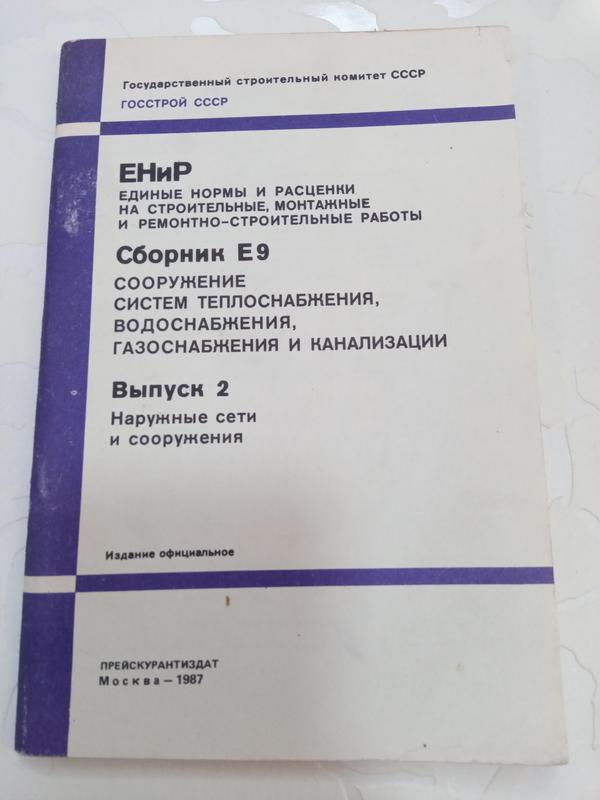 Государственный строительный комитет СССР
ГОССТРОЙ СССР
ЕНиР
ЕДИНЫЕ НОРМЫ И РАСЦЕНКИ
НА СТРОИТЕЛЬНЫЕ, МОНТАЖНЫЕ
И РЕМОНТНО-СТРОИТЕЛЬНЫЕ РАБОТЫ
Сборник Е9
СООРУЖЕНИЕ
СИСТЕМ ТЕПЛОСНАБЖЕНИЯ,
ВОДОСНАБЖЕНИЯ,
ГАЗОСНАБЖЕНИЯ И КАНАЛИЗАЦИИ
Выпуск 2
Наружные сети
и сооружения
Издание официальное
ПРЕЙСКУРАНТИЗДАТ
Москва — 1987